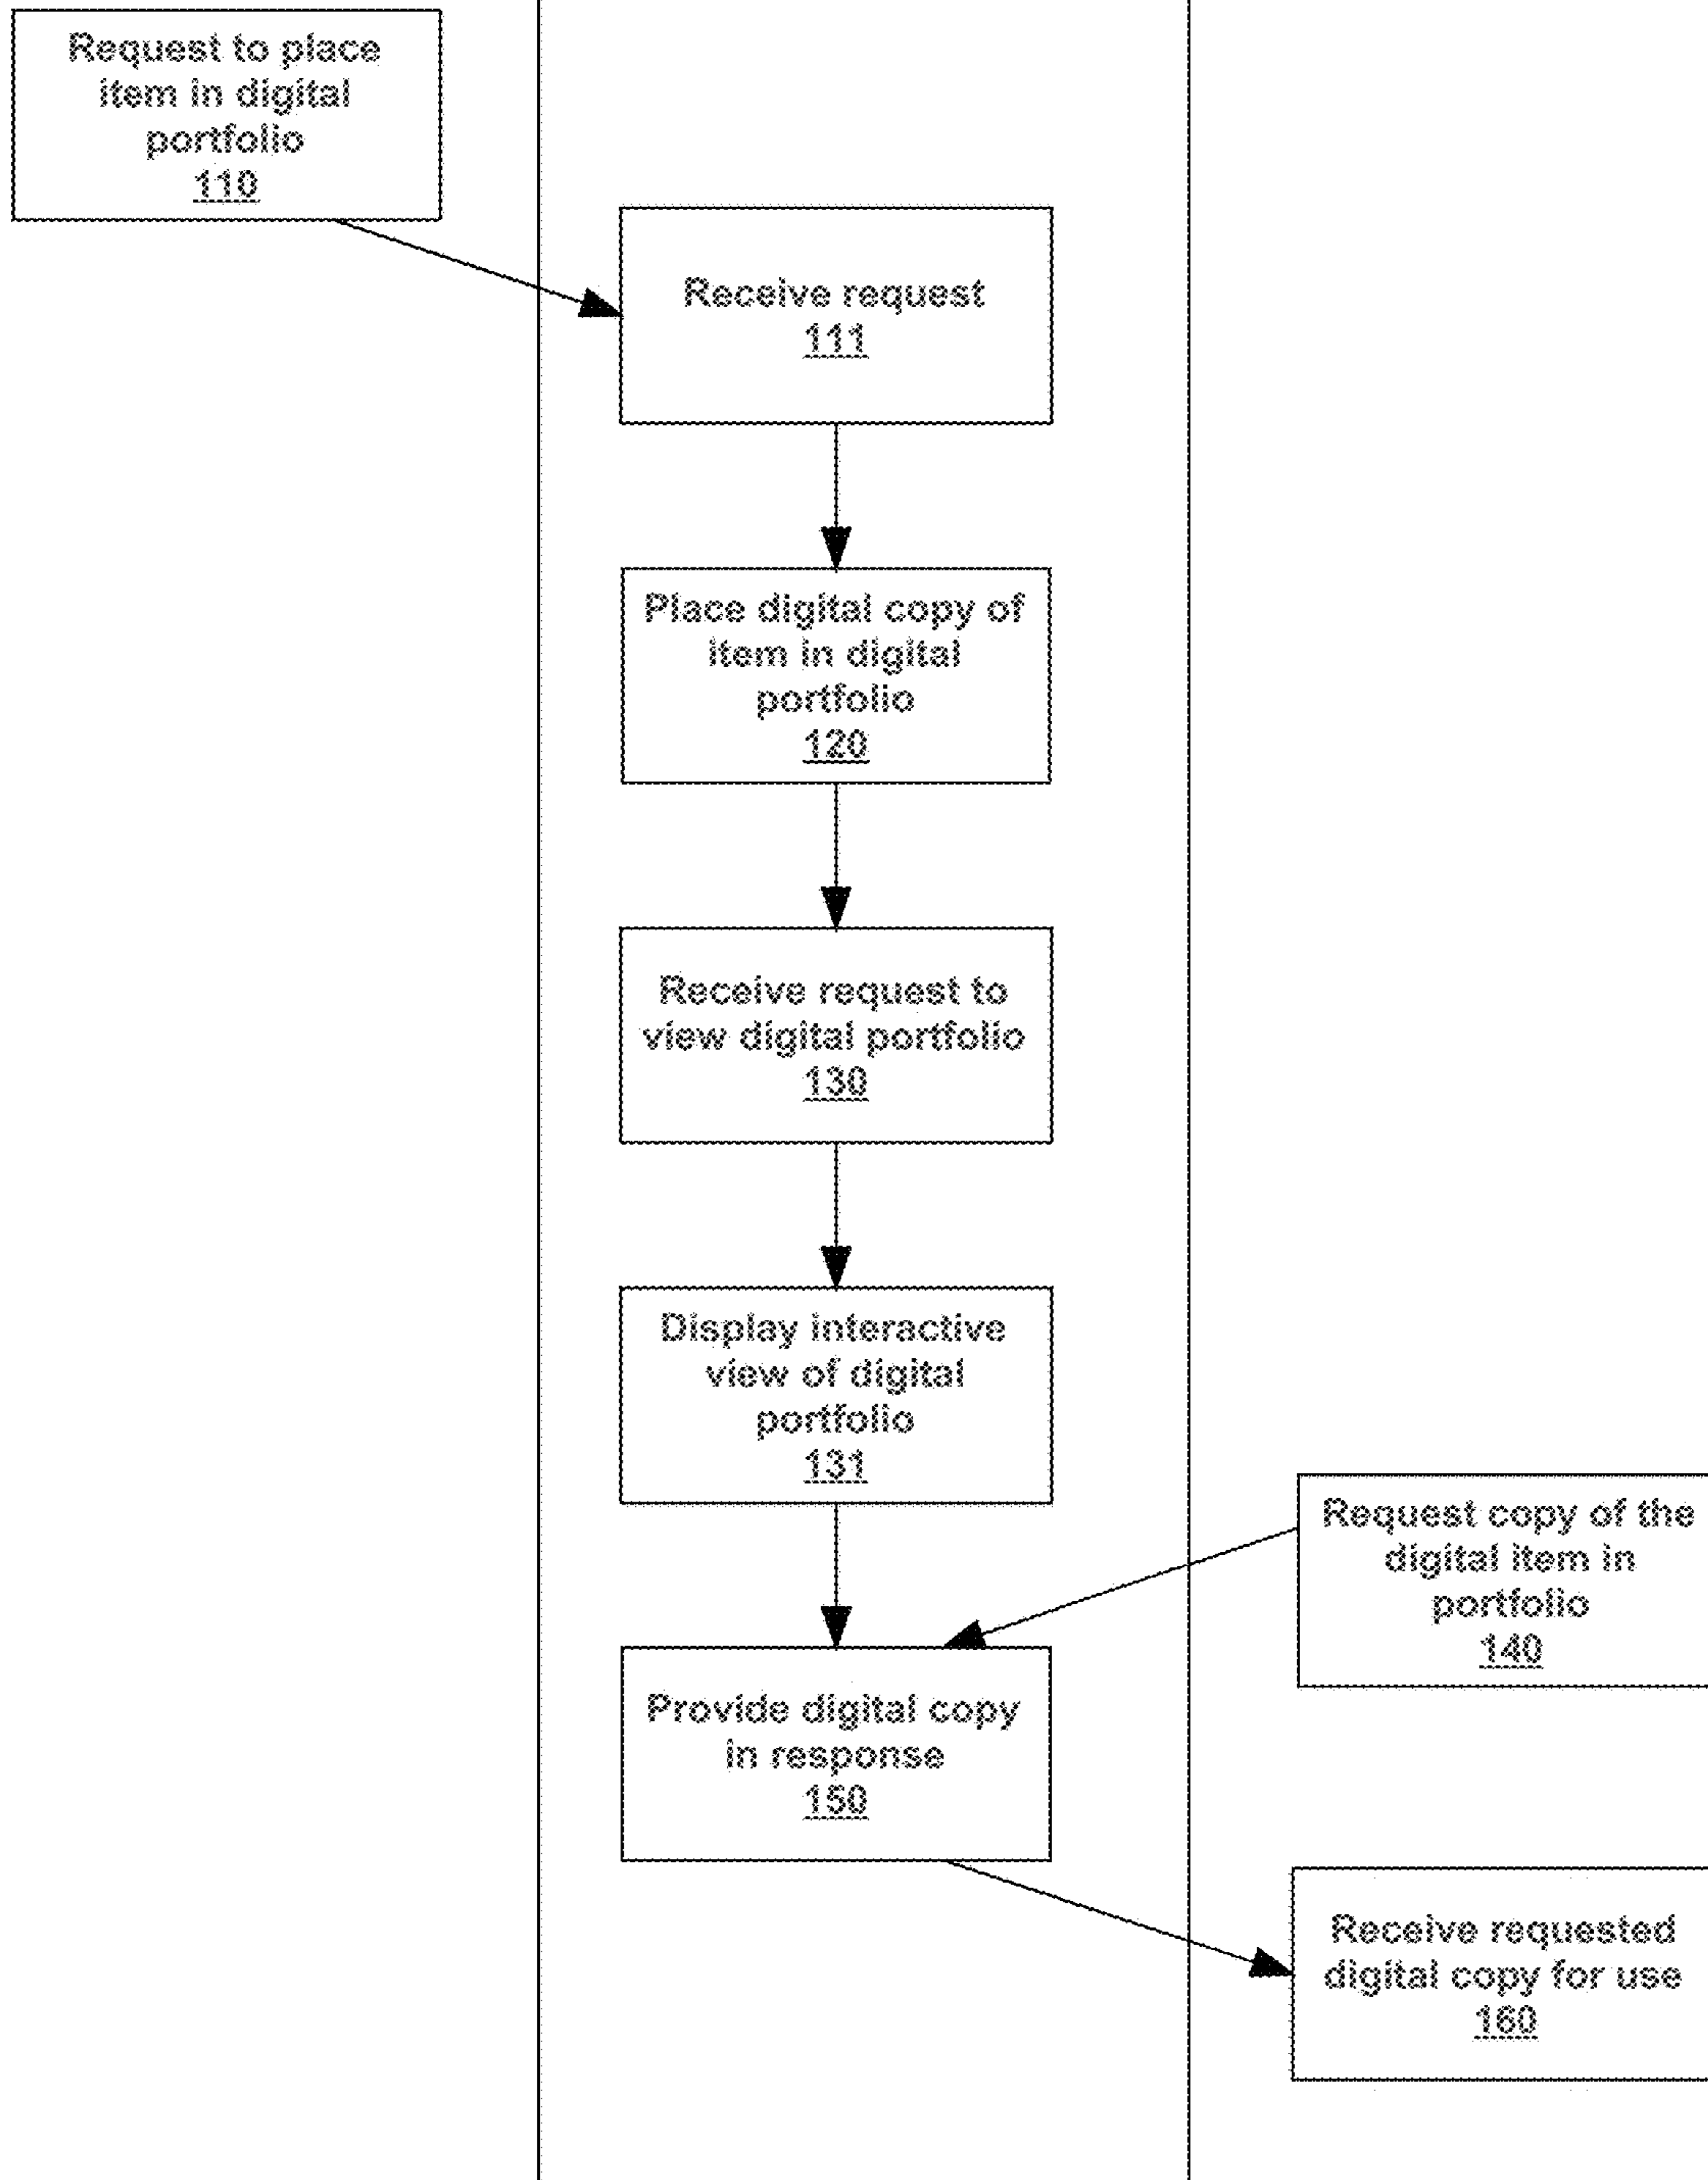 Request to place
item in digital
portfolio
110
Receive request
111
Place digital copy of
item in digital
portfolio
120
Receive request to
view digital portfolio
130
Display interactive
view of digital
portfolio
131
Request copy of the
digital item in
portfolio
140
Provide digital copy
in response
150
Receive requested
digital copy for use
160